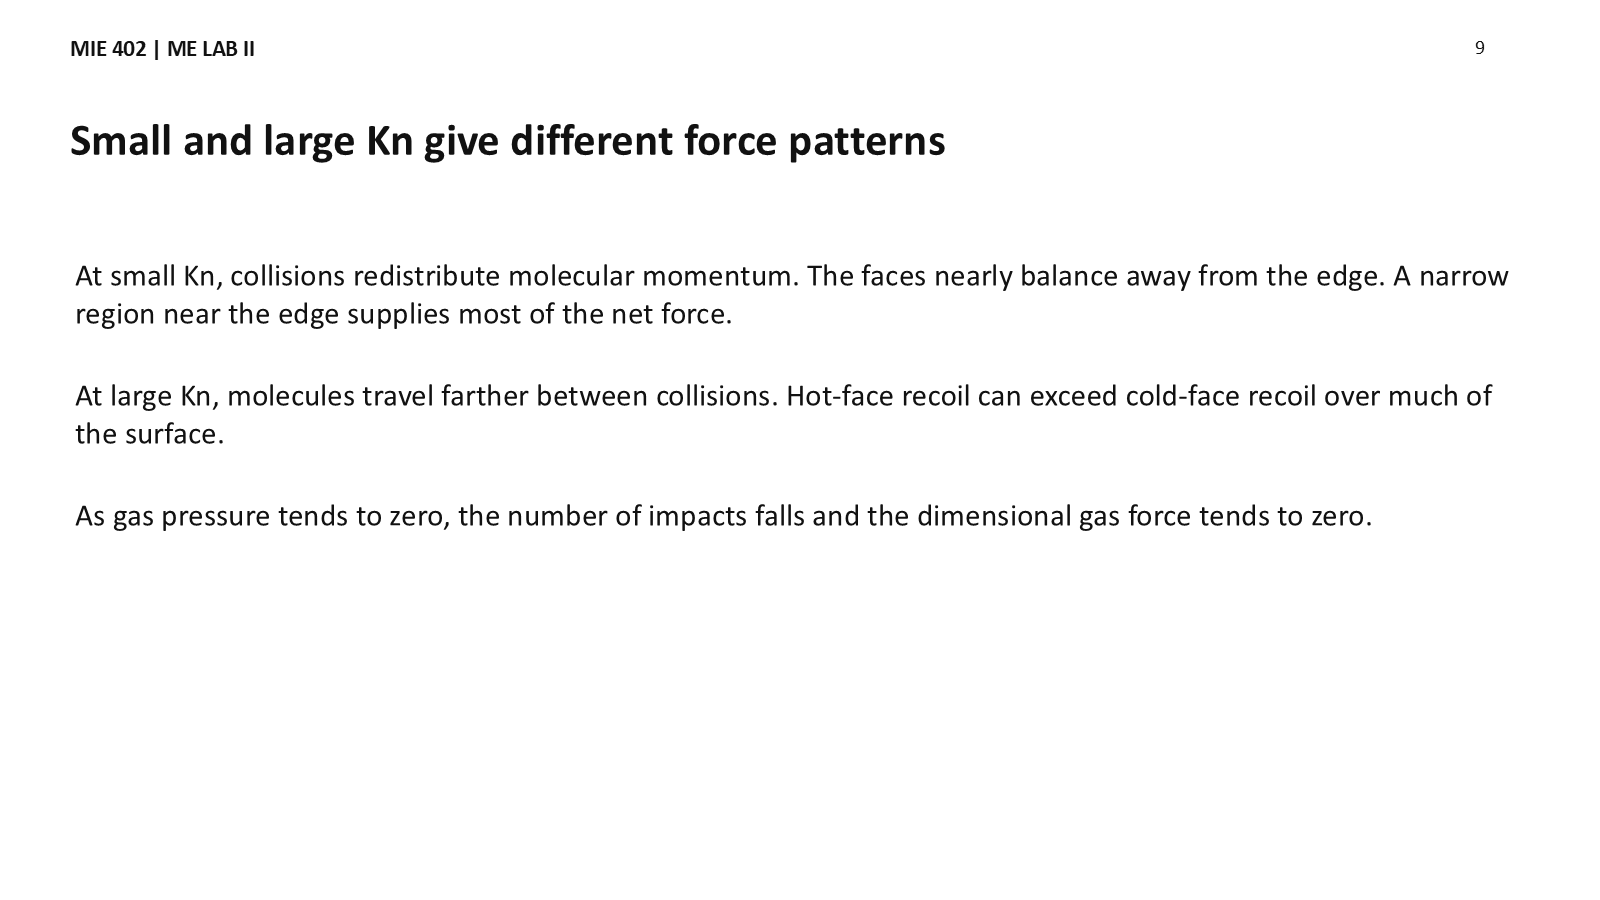 MIE 402 | ME LAB II
9
Small and large Kn give different force patterns
At small Kn, collisions redistribute molecular momentum. The faces nearly balance away from the edge. A narrow
region near the edge supplies most of the net force.
At large Kn, molecules travel farther between collisions. Hot-face recoil can exceed cold-face recoil over much of
the surface.
As gas pressure tends to zero, the number of impacts falls and the dimensional gas force tends to zero.